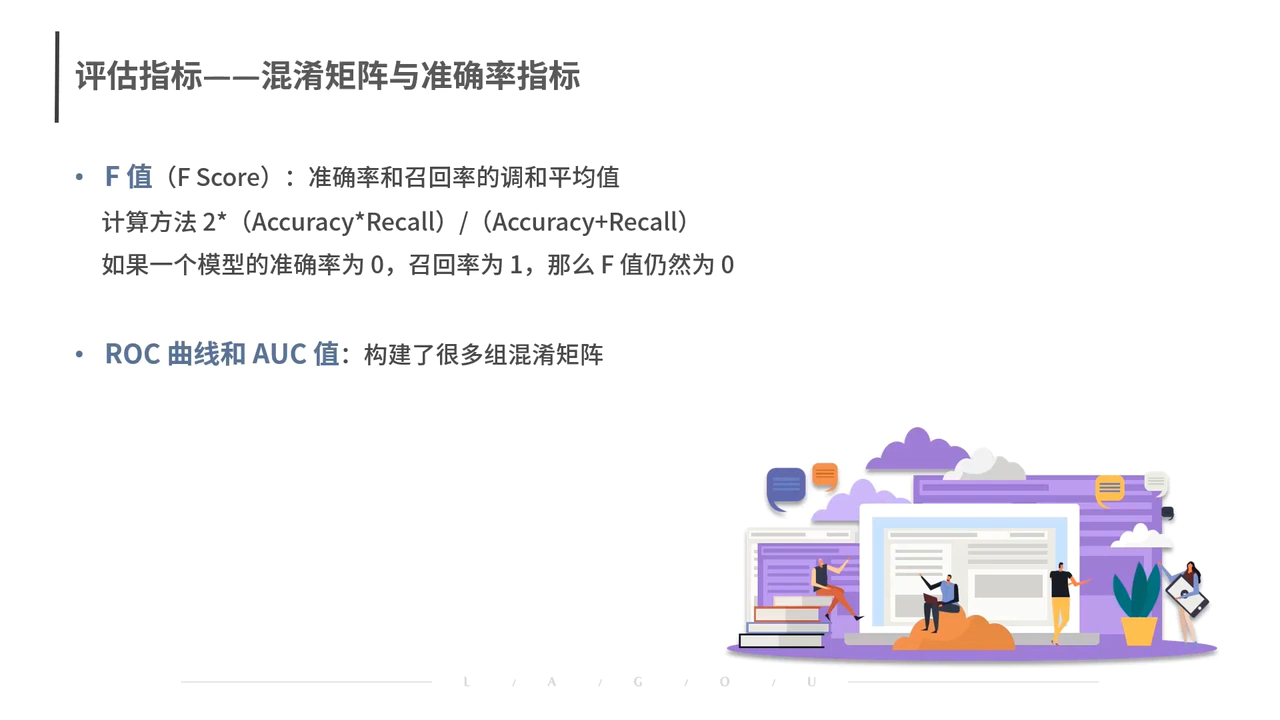 评估指标——混淆矩阵与准确率指标
• F 值（F Score）：准确率和召回率的调和平均值
计算方法 2*（Accuracy*Recall）/（Accuracy+Recall）
如果一个模型的准确率为 0，召回率为 1，那么 F 值仍然为 0
• ROC 曲线和 AUC 值：构建了很多组混淆矩阵
L / A / G / O / U